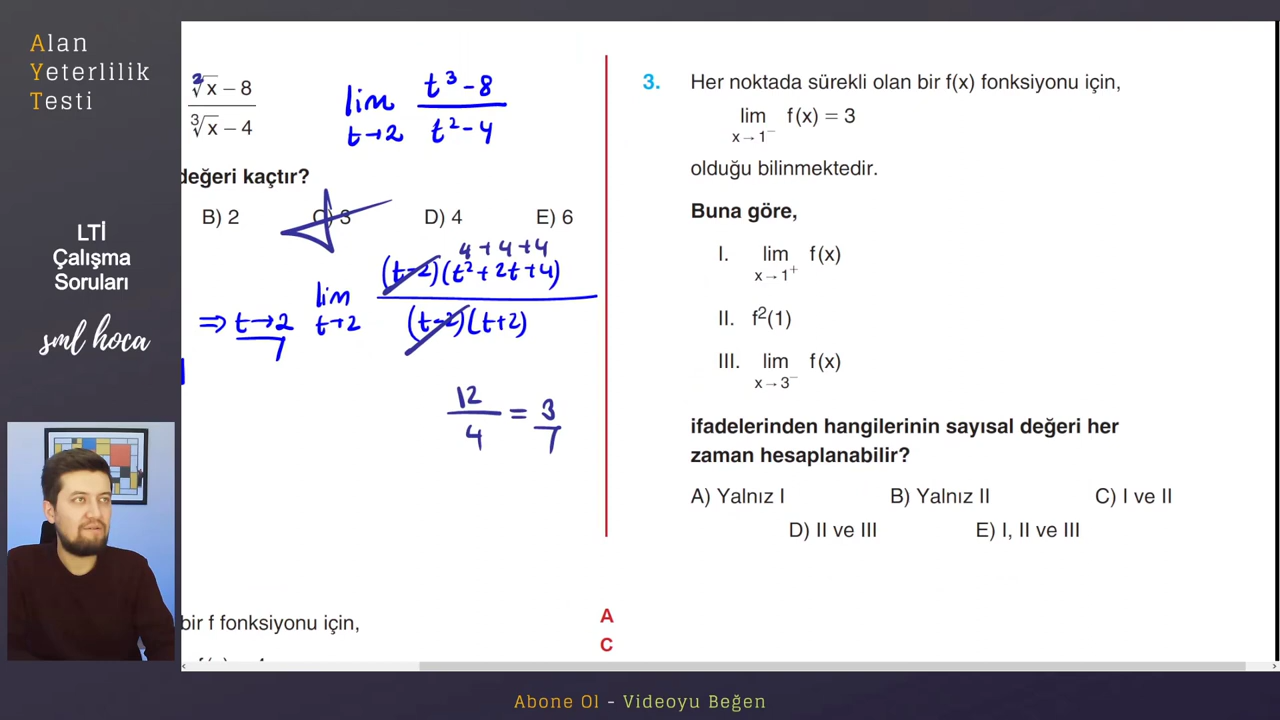 Alan
Yeterlilik
Testi
LTİ
Çalışma
Soruları
sml hoca
²√x – 8
³√x – 4
lim t→2 t³ - 8 / t² - 4
değeri kaçtır?
B) 2 C) 3 D) 4 E) 6
4 + 4 + 4
⇒ t→2 lim t→2 (t-2)(t²+2t+4) / (t-2)(t+2)
12/4 = 3
bir f fonksiyonu için,
A
C
3. Her noktada sürekli olan bir f(x) fonksiyonu için,
lim x→1⁻ f(x) = 3
olduğu bilinmektedir.
Buna göre,
I. lim x→1⁺ f(x)
II. f²(1)
III. lim x→3⁻ f(x)
ifadelerinden hangilerinin sayısal değeri her
zaman hesaplanabilir?
A) Yalnız I B) Yalnız II C) I ve II
D) II ve III E) I, II ve III
Abone Ol - Videoyu Beğen